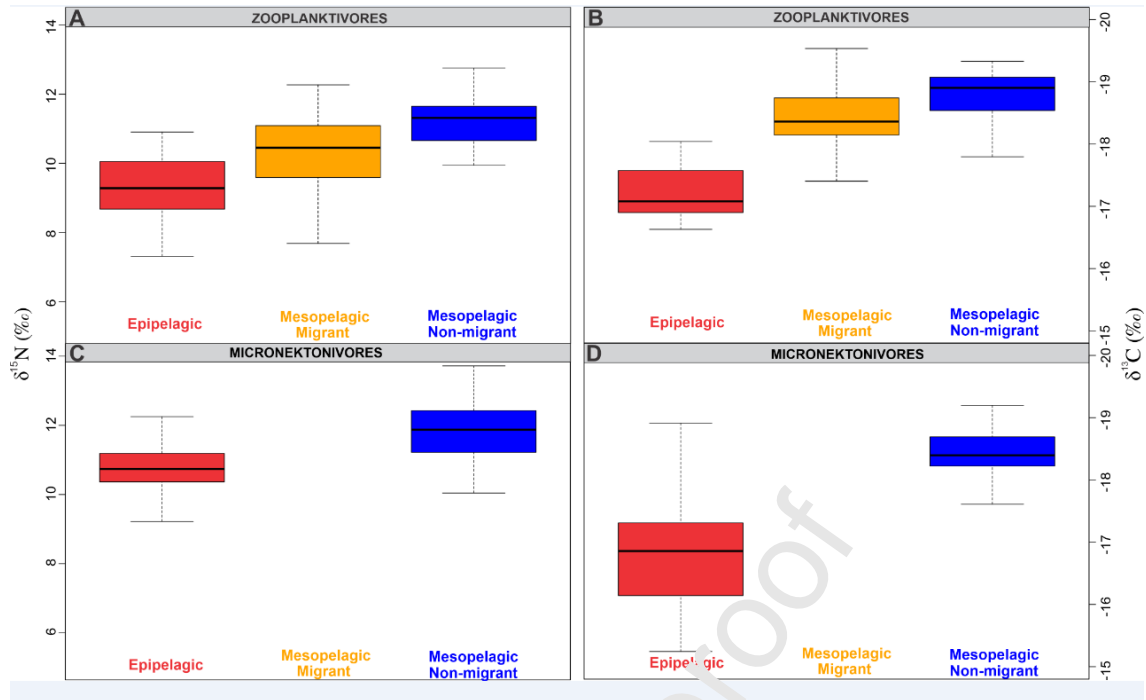 A
ZOOPLANKTIVORES
14
12
10
8
6
Epipelagic
Mesopelagic
Migrant
Mesopelagic
Non-migrant
B
ZOOPLANKTIVORES
-20
-19
-18
-17
-16
-15
Epipelagic
Mesopelagic
Migrant
Mesopelagic
Non-migrant
δ15N (‰)
δ13C (‰)
C
MICRONEKTONIVORES
14
12
10
8
6
Epipelagic
Mesopelagic
Migrant
Mesopelagic
Non-migrant
D
MICRONEKTONIVORES
-20
-19
-18
-17
-16
-15
Epipelagic
Mesopelagic
Migrant
Mesopelagic
Non-migrant
proof